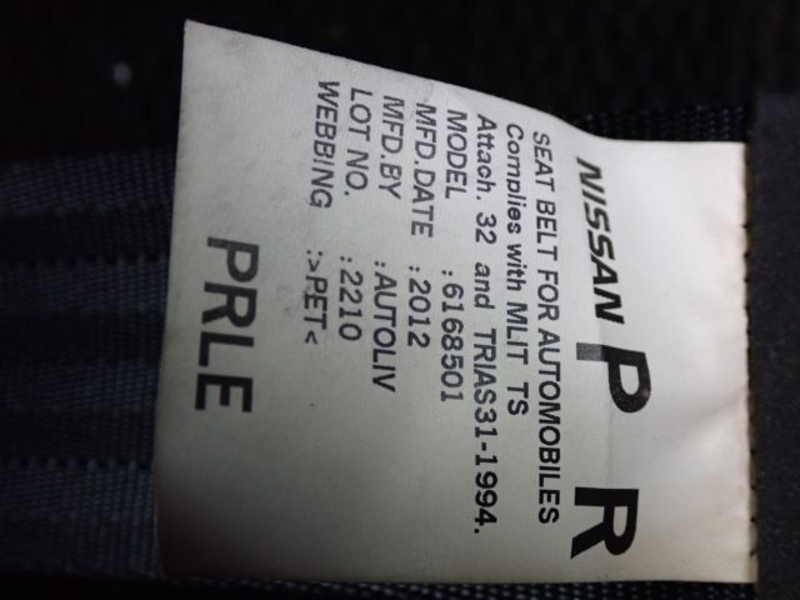 NISSAN P R
SEAT BELT FOR AUTOMOBILES
Complies with MLIT TS
Attach. 32 and TRIAS31-1994.
MODEL :6168501
MFD.DATE :2012
MFD.BY :AUTOLIV
LOT NO. :2210
WEBBING :>PET<
PRLE